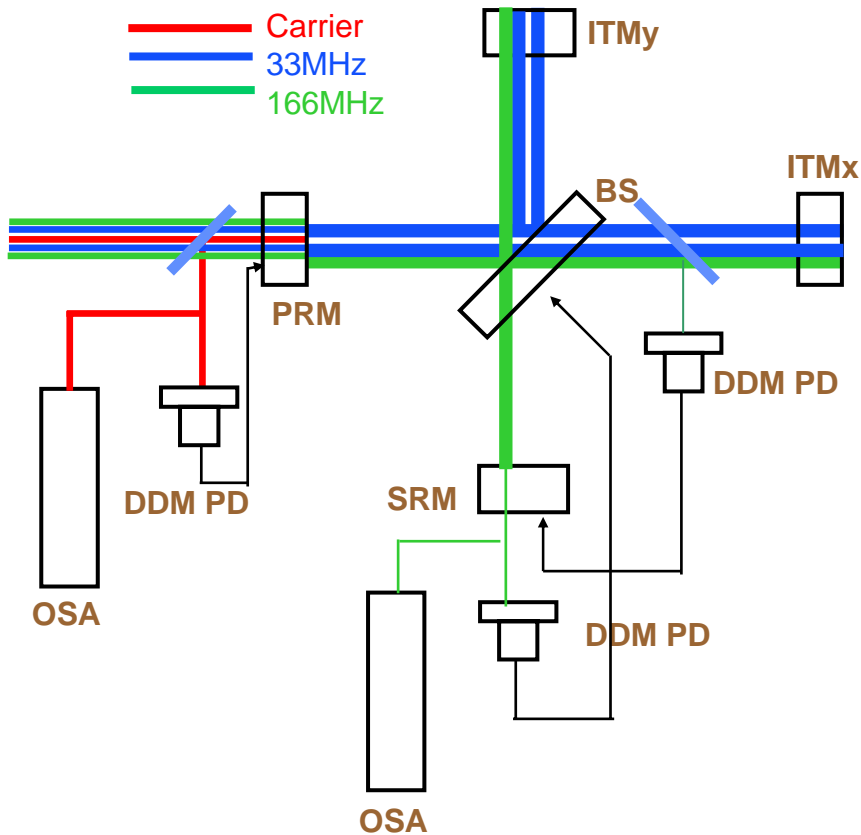 Carrier
33MHz
166MHz
ITMy
ITMx
BS
PRM
DDM PD
DDM PD
SRM
OSA
DDM PD
OSA